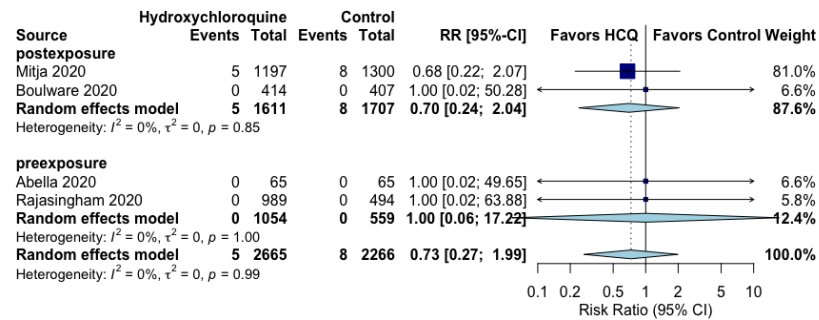 Hydroxychloroquine Control
Source Events Total Events Total RR [95%-CI] Favors HCQ Favors Control Weight
postexposure
Mitja 2020 5 1197 8 1300 0.68 [0.22; 2.07] 81.0%
Boulware 2020 0 414 0 407 1.00 [0.02; 50.28] 6.6%
Random effects model 5 1611 8 1707 0.70 [0.24; 2.04] 87.6%
Heterogeneity: I² = 0%, τ² = 0, p = 0.85
preexposure
Abella 2020 0 65 0 65 1.00 [0.02; 49.65] 6.6%
Rajasingham 2020 0 989 0 494 1.00 [0.02; 63.88] 5.8%
Random effects model 0 1054 0 559 1.00 [0.06; 17.22] 12.4%
Heterogeneity: I² = 0%, τ² = 0, p = 1.00
Random effects model 5 2665 8 2266 0.73 [0.27; 1.99] 100.0%
Heterogeneity: I² = 0%, τ² = 0, p = 0.99
0.1 0.2 0.5 1 2 5 10
Risk Ratio (95% CI)